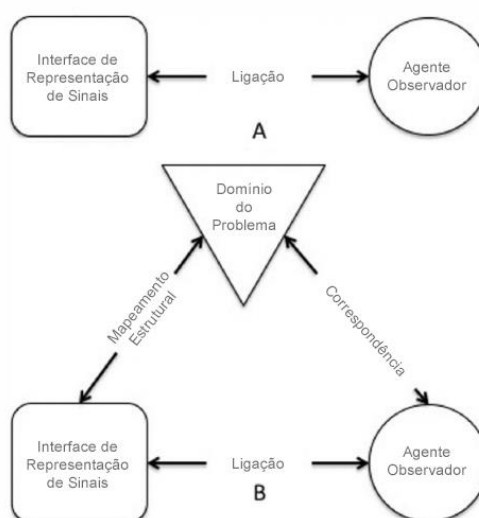 Interface de
Representação
de Sinais
Ligação
Agente
Observador
A
Domínio
do
Problema
Mapeamento
Estrutural
Correspondência
Interface de
Representação
de Sinais
Ligação
Agente
Observador
B